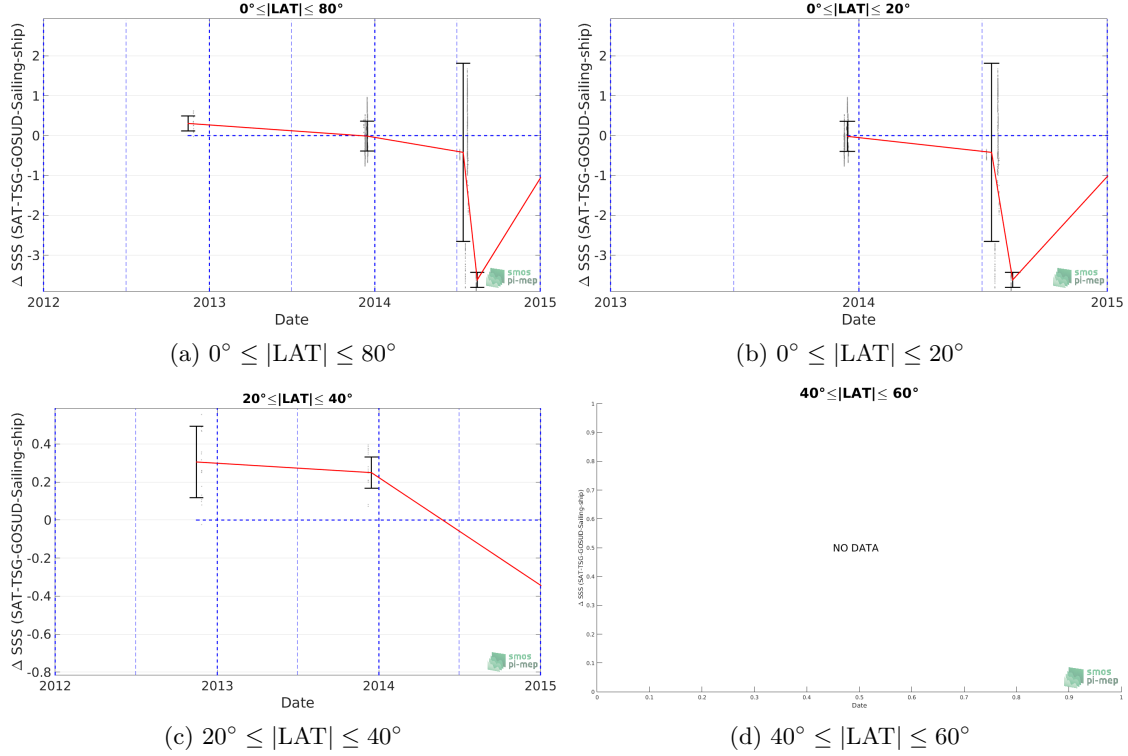 0°≤|LAT|≤ 80°
Δ SSS (SAT-TSG-GOSUD-Sailing-ship)
2
1
0
-1
-2
-3
2012
2013
2014
2015
Date
smos
pi-mep
(a) 0° ≤ |LAT| ≤ 80°
0°≤|LAT|≤ 20°
Δ SSS (SAT-TSG-GOSUD-Sailing-ship)
2
1
0
-1
-2
-3
2013
2014
2015
Date
smos
pi-mep
(b) 0° ≤ |LAT| ≤ 20°
20°≤|LAT|≤ 40°
Δ SSS (SAT-TSG-GOSUD-Sailing-ship)
0.4
0.2
0
-0.2
-0.4
-0.6
-0.8
2012
2013
2014
2015
Date
smos
pi-mep
(c) 20° ≤ |LAT| ≤ 40°
40°≤|LAT|≤ 60°
Δ SSS (SAT-TSG-GOSUD-Sailing-ship)
1
0.9
0.8
0.7
0.6
0.5
0.4
0.3
0.2
0.1
0
NO DATA
0
0.1
0.2
0.3
0.4
0.5
0.6
0.7
0.8
0.9
1
Date
smos
pi-mep
(d) 40° ≤ |LAT| ≤ 60°